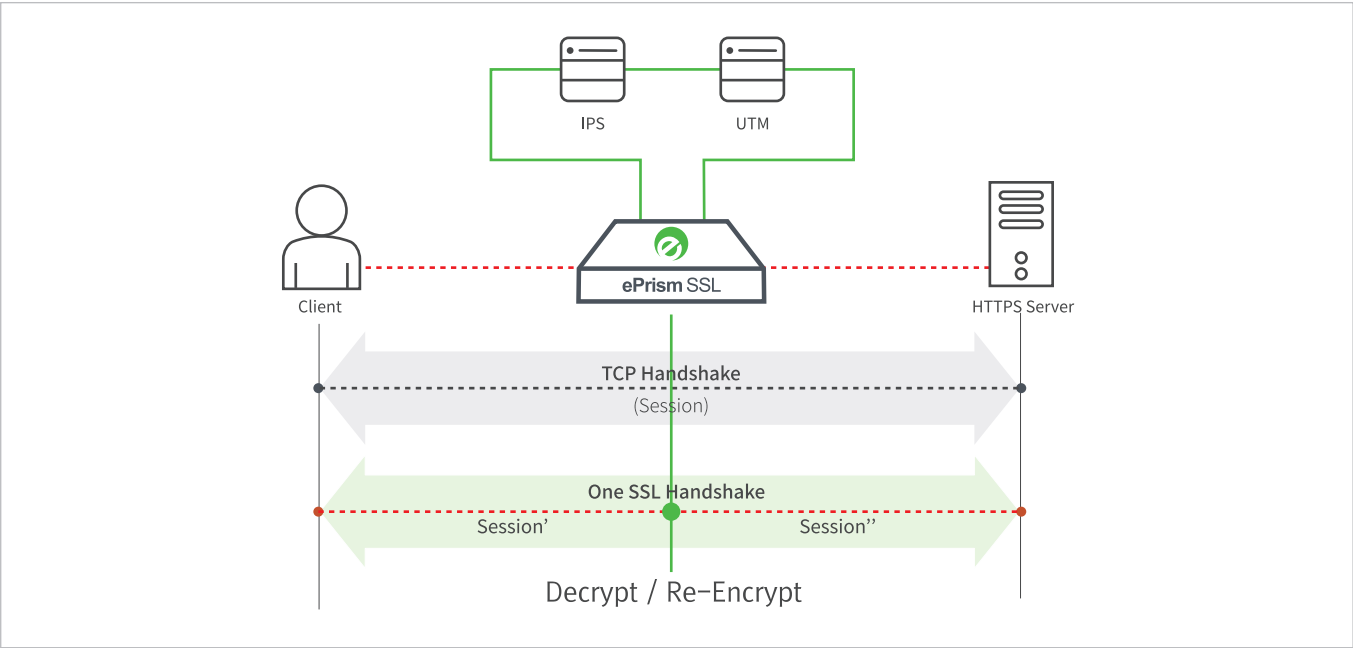 IPS
UTM
ePrism SSL
Client
HTTPS Server
TCP Handshake
(Session)
One SSL Handshake
Session’
Session’’
Decrypt / Re-Encrypt